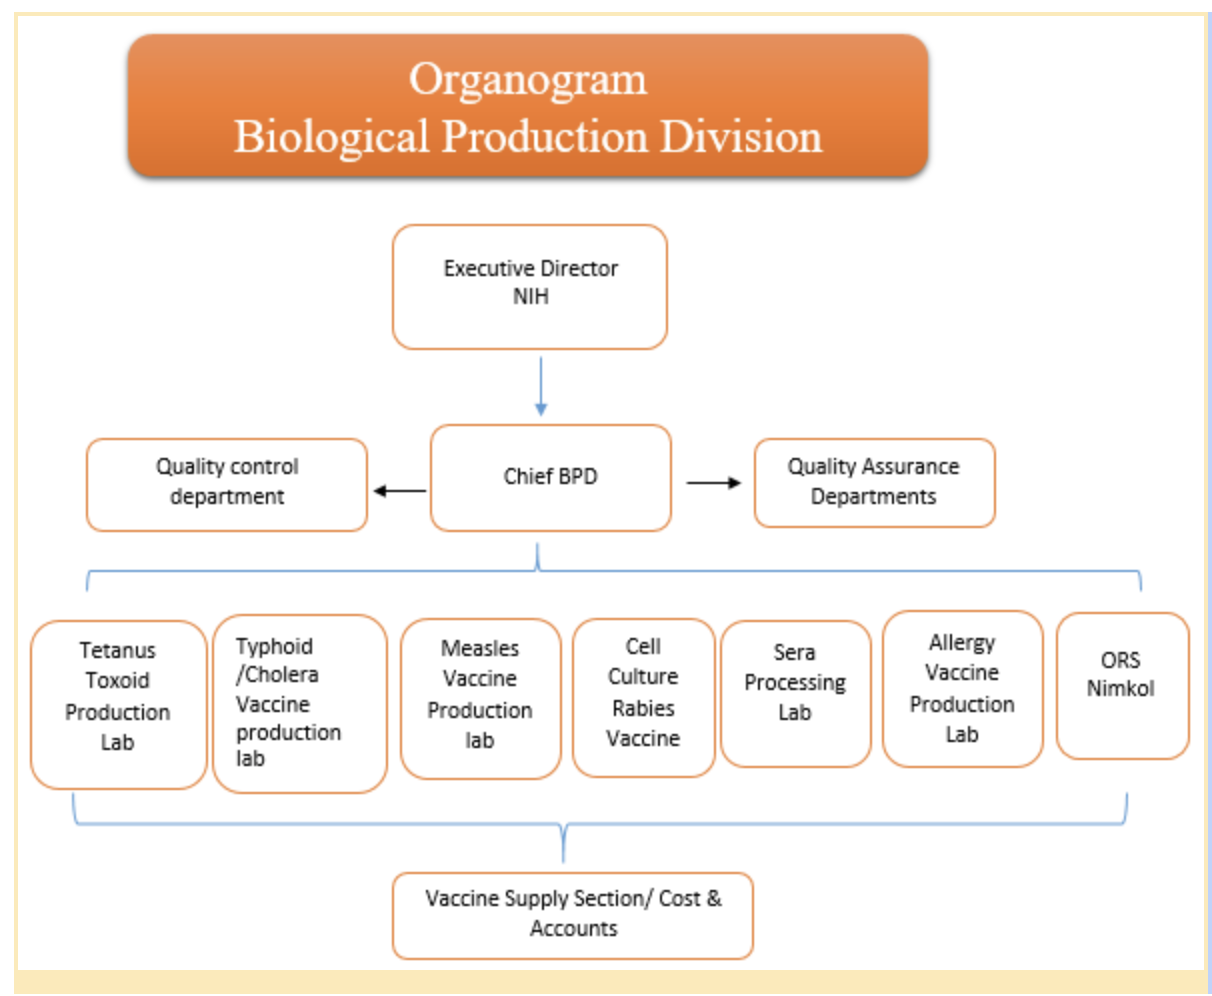 Organogram
Biological Production Division
Executive Director
NIH
Quality control
department
Chief BPD
Quality Assurance
Departments
Tetanus
Toxoid
Production
Lab
Typhoid
/Cholera
Vaccine
production
lab
Measles
Vaccine
Production
lab
Cell
Culture
Rabies
Vaccine
Sera
Processing
Lab
Allergy
Vaccine
Production
Lab
ORS
Nimkol
Vaccine Supply Section/ Cost &
Accounts